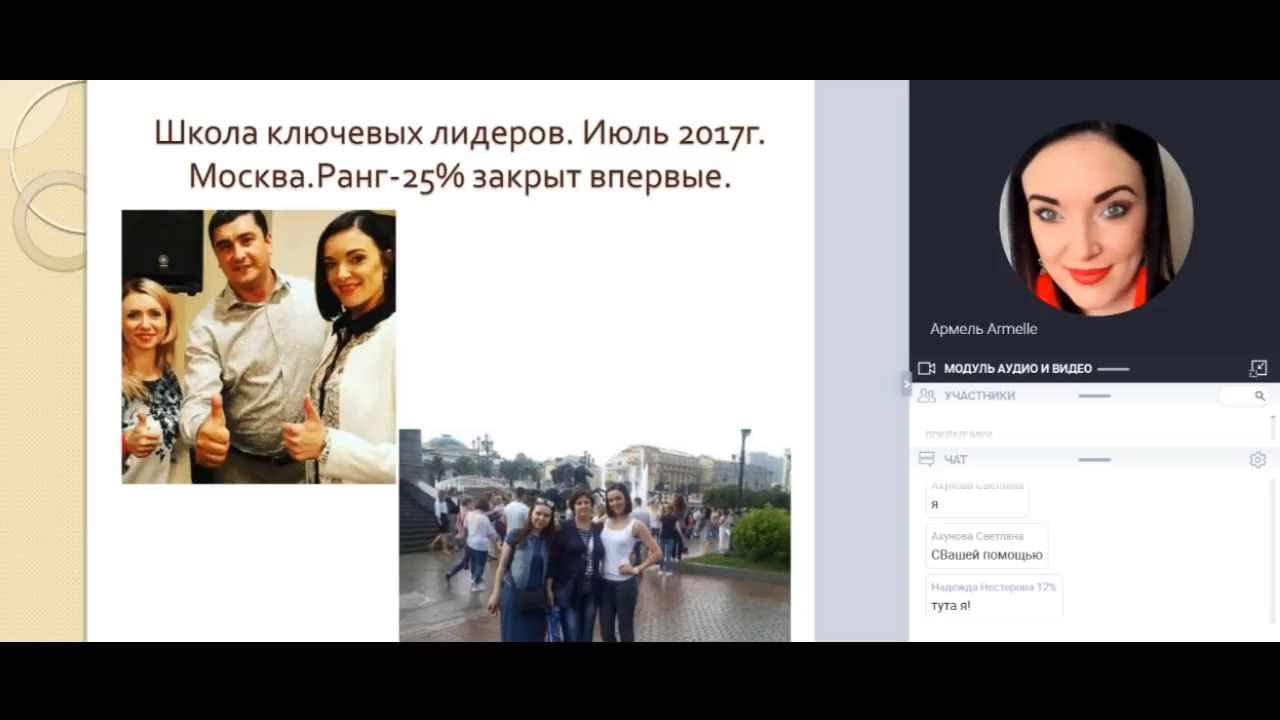 Школа ключевых лидеров. Июль 2017г.
Москва.Ранг-25% закрыт впервые.
Армель Armelle
МОДУЛЬ АУДИО И ВИДЕО
УЧАСТНИКИ
ДОКЛАДЧИКИ
ЧАТ
Ахунова Светлана
я
Ахунова Светлана
СВашей помощью
Надежда Нестерова 12%
тута я!